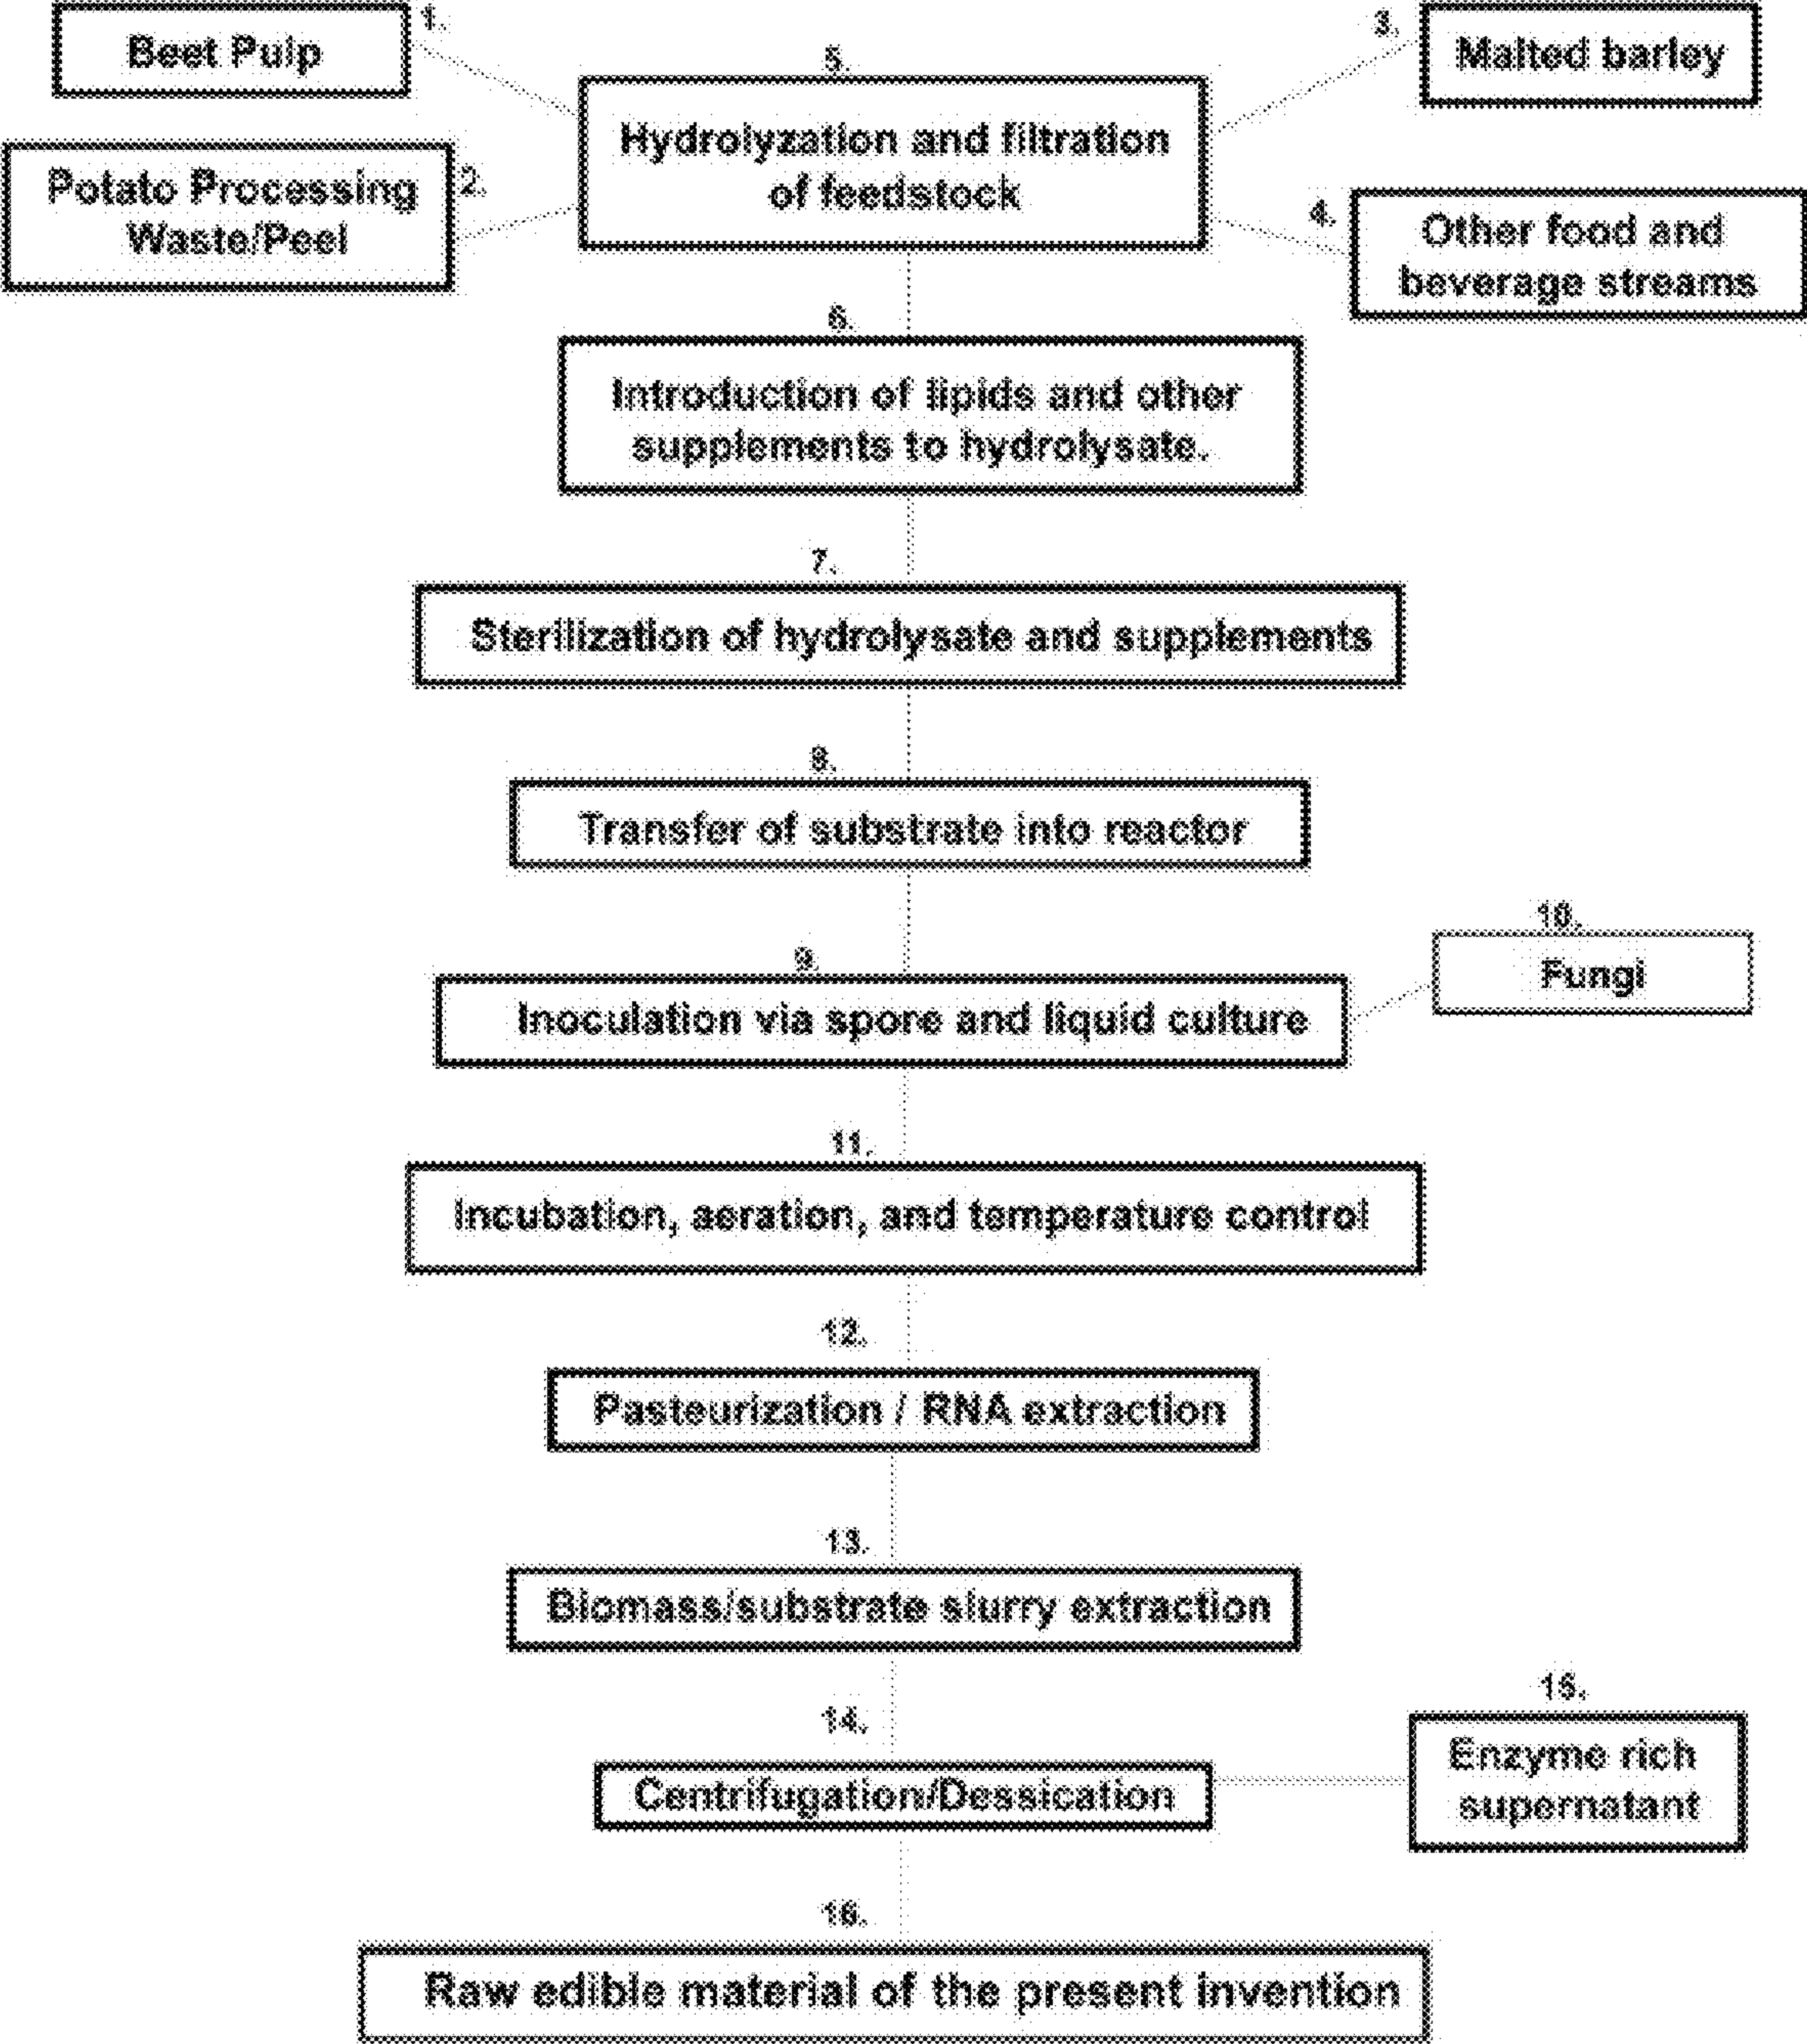 1.
Beet Pulp
2.
Potato Processing
Waste/Peel
3.
Malted barley
4.
Other food and
beverage streams
5.
Hydrolyzation and filtration
of feedstock
6.
Introduction of lipids and other
supplements to hydrolysate.
7.
Sterilization of hydrolysate and supplements
8.
Transfer of substrate into reactor
9.
Inoculation via spore and liquid culture
10.
Fungi
11.
Incubation, aeration, and temperature control
12.
Pasteurization / RNA extraction
13.
Biomass/substrate slurry extraction
14.
Centrifugation/Dessication
15.
Enzyme rich
supernatant
16.
Raw edible material of the present invention